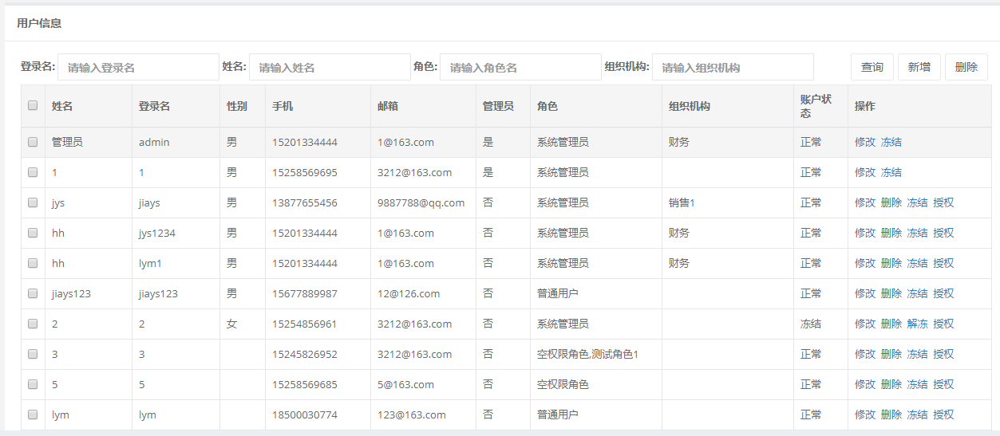 用户信息
登录名: 请输入登录名 姓名: 请输入姓名 角色: 请输入角色名 组织机构: 请输入组织机构 查询 新增 删除
姓名 登录名 性别 手机 邮箱 管理员 角色 组织机构 账户状态 操作
管理员 admin 男 15201334444 1@163.com 是 系统管理员 财务 正常 修改 冻结
1 1 男 15258569695 3212@163.com 是 系统管理员 正常 修改 冻结
jys jiays 男 13877655456 9887788@qq.com 否 系统管理员 销售1 正常 修改 删除 冻结 授权
hh jys1234 男 15201334444 1@163.com 否 系统管理员 财务 正常 修改 删除 冻结 授权
hh lym1 男 15201334444 1@163.com 否 系统管理员 财务 正常 修改 删除 冻结 授权
jiays123 jiays123 男 15677889987 12@126.com 否 普通用户 正常 修改 删除 冻结 授权
2 2 女 15254856961 3212@163.com 否 系统管理员 冻结 修改 删除 解冻 授权
3 3 15245826952 3212@163.com 否 空权限角色,测试角色1 正常 修改 删除 冻结 授权
5 5 15258569685 5@163.com 否 空权限角色 正常 修改 删除 冻结 授权
lym lym 18500030774 123@163.com 否 普通用户 正常 修改 删除 冻结 授权